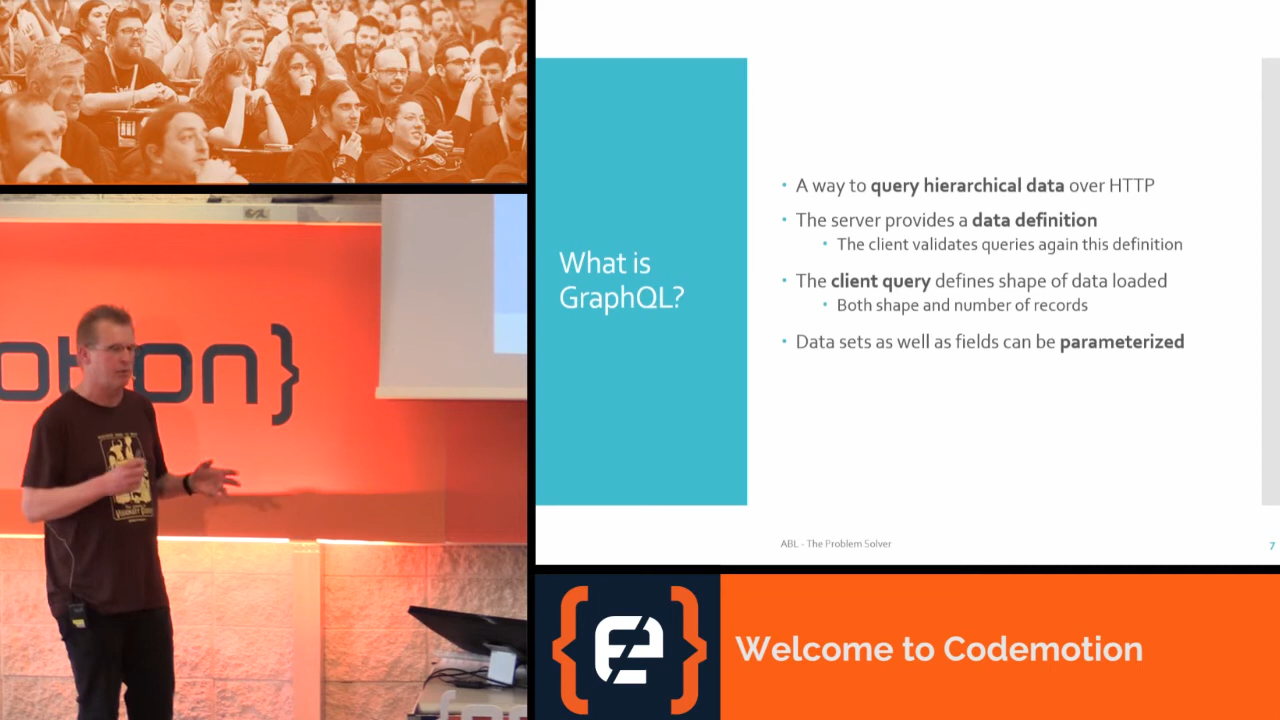 otion}
What is
GraphQL?
• A way to query hierarchical data over HTTP
• The server provides a data definition
• The client validates queries again this definition
• The client query defines shape of data loaded
• Both shape and number of records
• Data sets as well as fields can be parameterized
ABL - The Problem Solver
7
Welcome to Codemotion